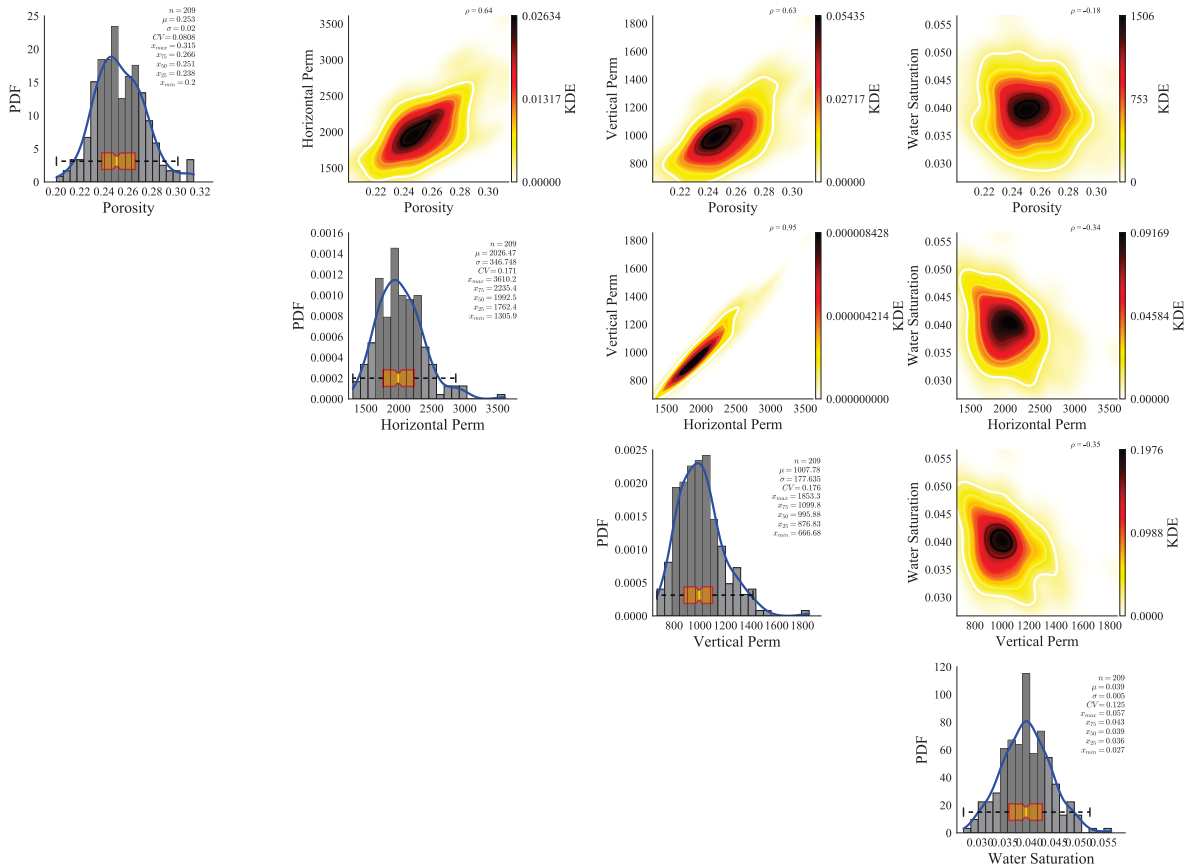 n = 209
μ = 0.253
σ = 0.02
CV = 0.0808
x_max = 0.315
x_75 = 0.266
x_50 = 0.251
x_25 = 0.238
x_min = 0.2
PDF
25
20
15
10
5
0
0.20 0.22 0.24 0.26 0.28 0.30 0.32
Porosity
ρ = 0.64
Horizontal Perm
3500
3000
2500
2000
1500
0.22 0.24 0.26 0.28 0.30
Porosity
0.02634
0.01317
0.00000
KDE
ρ = 0.63
Vertical Perm
1800
1600
1400
1200
1000
800
0.22 0.24 0.26 0.28 0.30
Porosity
0.05435
0.02717
0.00000
KDE
ρ = −0.18
Water Saturation
0.055
0.050
0.045
0.040
0.035
0.030
0.22 0.24 0.26 0.28 0.30
Porosity
1506
753
0
KDE
n = 209
μ = 2026.47
σ = 346.748
CV = 0.171
x_max = 3610.2
x_75 = 2235.4
x_50 = 1992.5
x_25 = 1762.4
x_min = 1305.9
PDF
0.0016
0.0014
0.0012
0.0010
0.0008
0.0006
0.0004
0.0002
0.0000
1500 2000 2500 3000 3500
Horizontal Perm
ρ = 0.95
Vertical Perm
1800
1600
1400
1200
1000
800
1500 2000 2500 3000 3500
Horizontal Perm
0.000008428
0.000004214
0.000000000
KDE
ρ = −0.34
Water Saturation
0.055
0.050
0.045
0.040
0.035
0.030
1500 2000 2500 3000 3500
Horizontal Perm
0.09169
0.04584
0.00000
KDE
n = 209
μ = 1007.78
σ = 177.635
CV = 0.176
x_max = 1853.3
x_75 = 1099.8
x_50 = 995.88
x_25 = 876.83
x_min = 666.68
PDF
0.0025
0.0020
0.0015
0.0010
0.0005
0.0000
800 1000 1200 1400 1600 1800
Vertical Perm
ρ = −0.35
Water Saturation
0.055
0.050
0.045
0.040
0.035
0.030
800 1000 1200 1400 1600 1800
Vertical Perm
0.1976
0.0988
0.0000
KDE
n = 209
μ = 0.039
σ = 0.005
CV = 0.125
x_max = 0.057
x_75 = 0.043
x_50 = 0.039
x_25 = 0.036
x_min = 0.027
PDF
120
100
80
60
40
20
0
0.030 0.035 0.040 0.045 0.050 0.055
Water Saturation